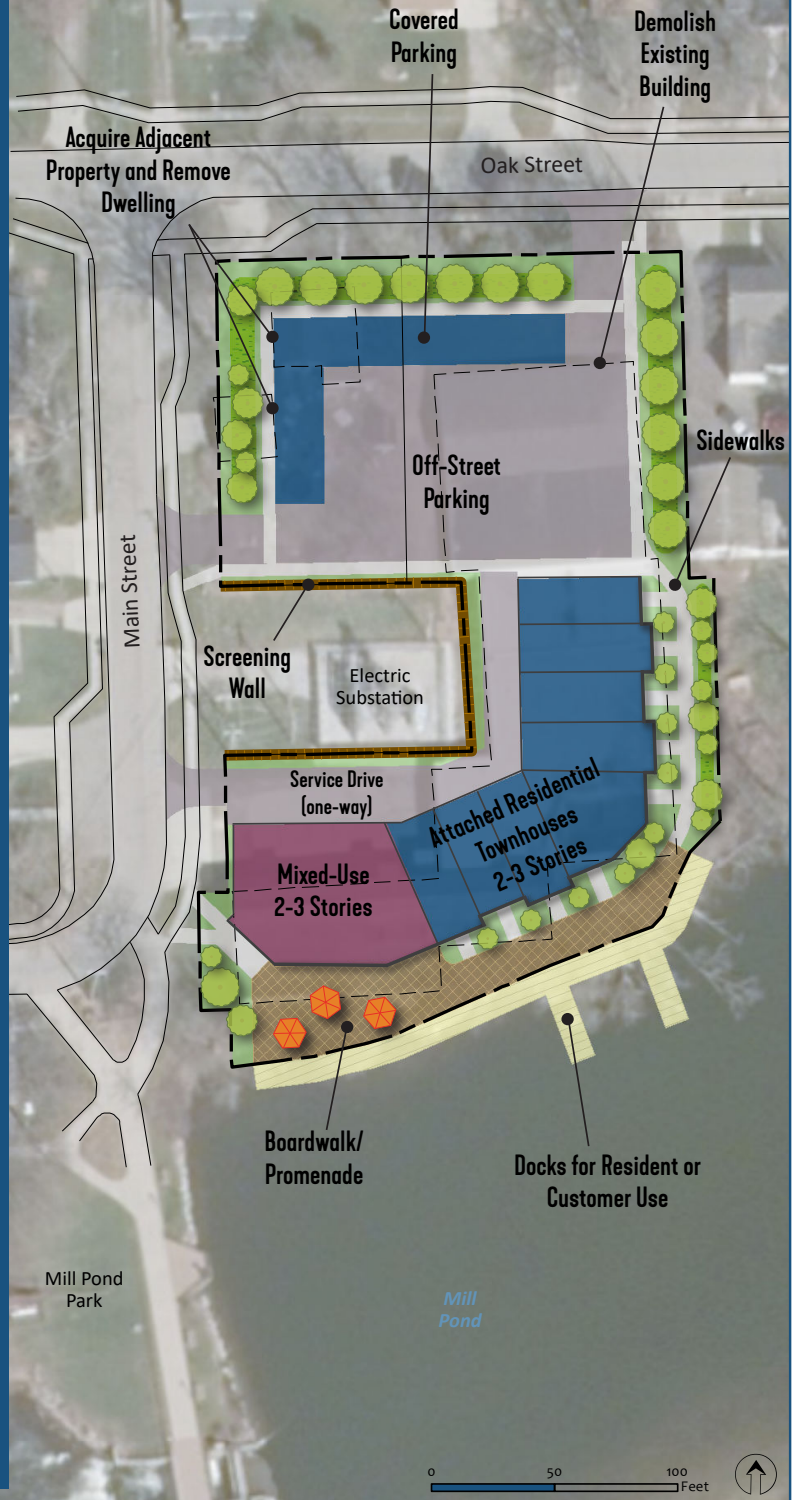 Covered
Parking
Demolish
Existing
Building
Acquire Adjacent
Property and Remove
Dwelling
Oak Street
Sidewalks
Off-Street
Parking
Main Street
Screening
Wall
Electric
Substation
Service Drive
(one-way)
Attached Residential
Townhouses
2-3 Stories
Mixed-Use
2-3 Stories
Boardwalk/
Promenade
Docks for Resident or
Customer Use
Mill Pond
Park
Mill
Pond
0 50 100
Feet